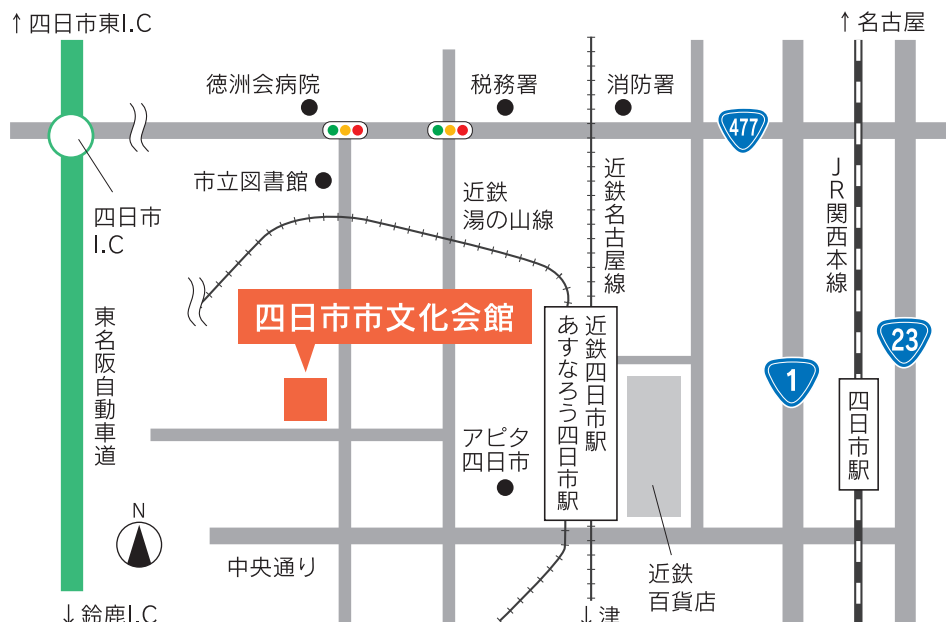 ↑四日市東I.C
↑名古屋
徳洲会病院
税務署
消防署
477
市立図書館
四日市
I.C
近鉄
湯の山線
近鉄名古屋線
JR関西本線
四日市市文化会館
東名阪自動車道
近鉄四日市駅
あすなろう四日市駅
1
23
四日市駅
アピタ
四日市
N
中央通り
近鉄
百貨店
↓鈴鹿I.C
↓津